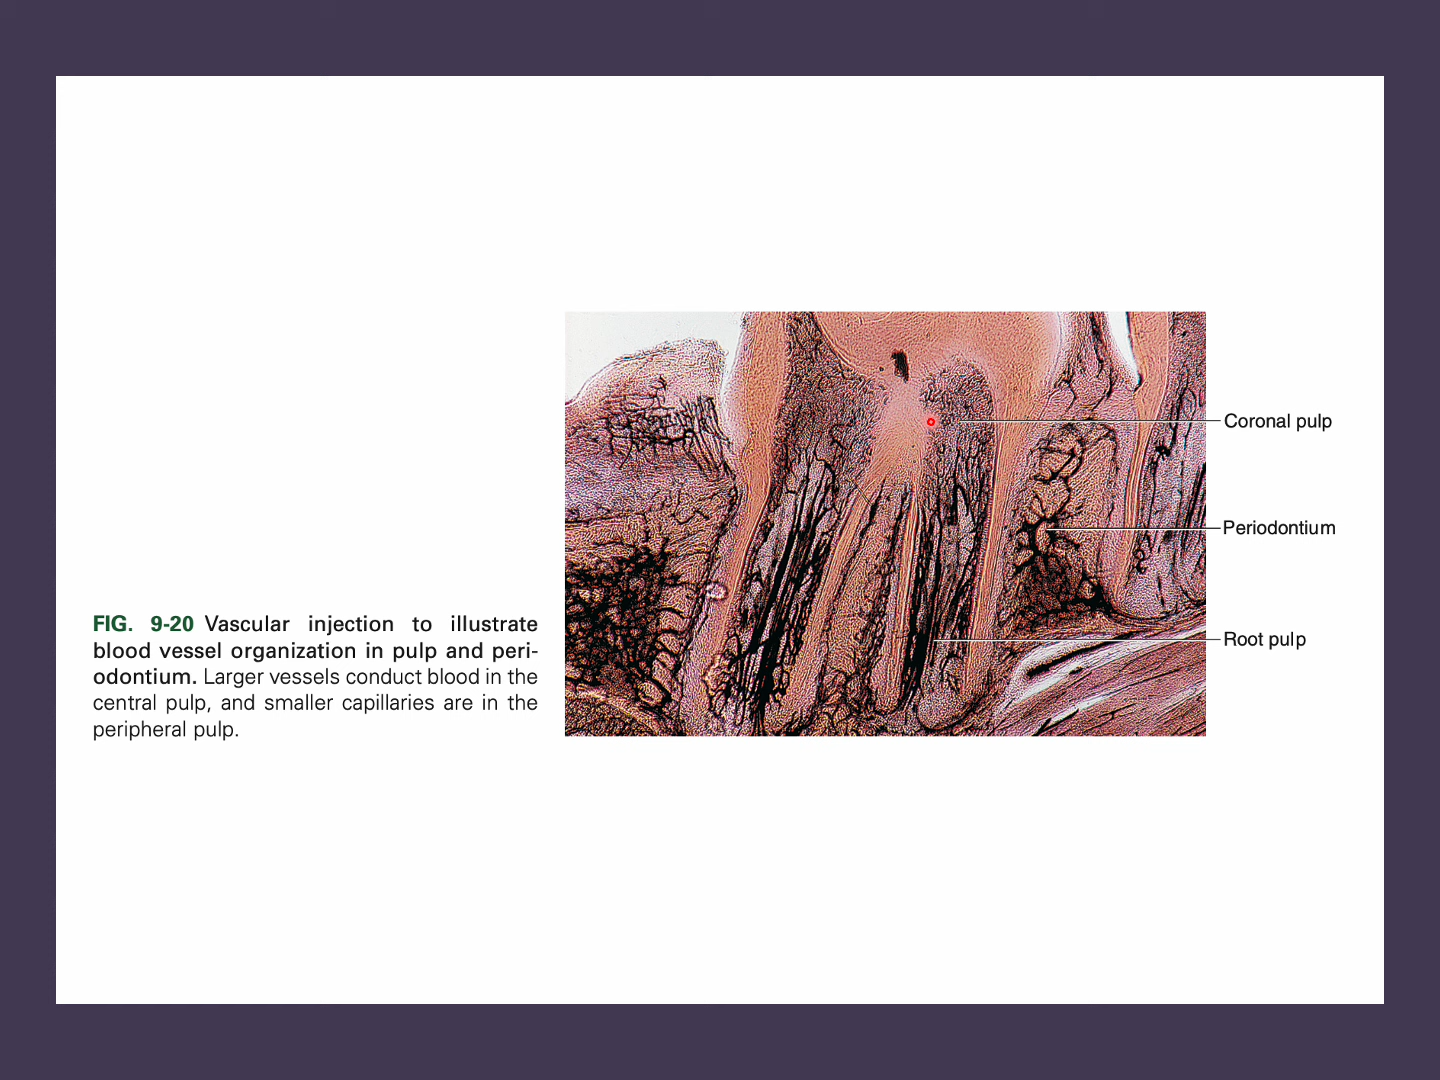 Coronal pulp
Periodontium
FIG. 9-20 Vascular injection to illustrate
blood vessel organization in pulp and peri-
odontium. Larger vessels conduct blood in the
central pulp, and smaller capillaries are in the
peripheral pulp.
Root pulp